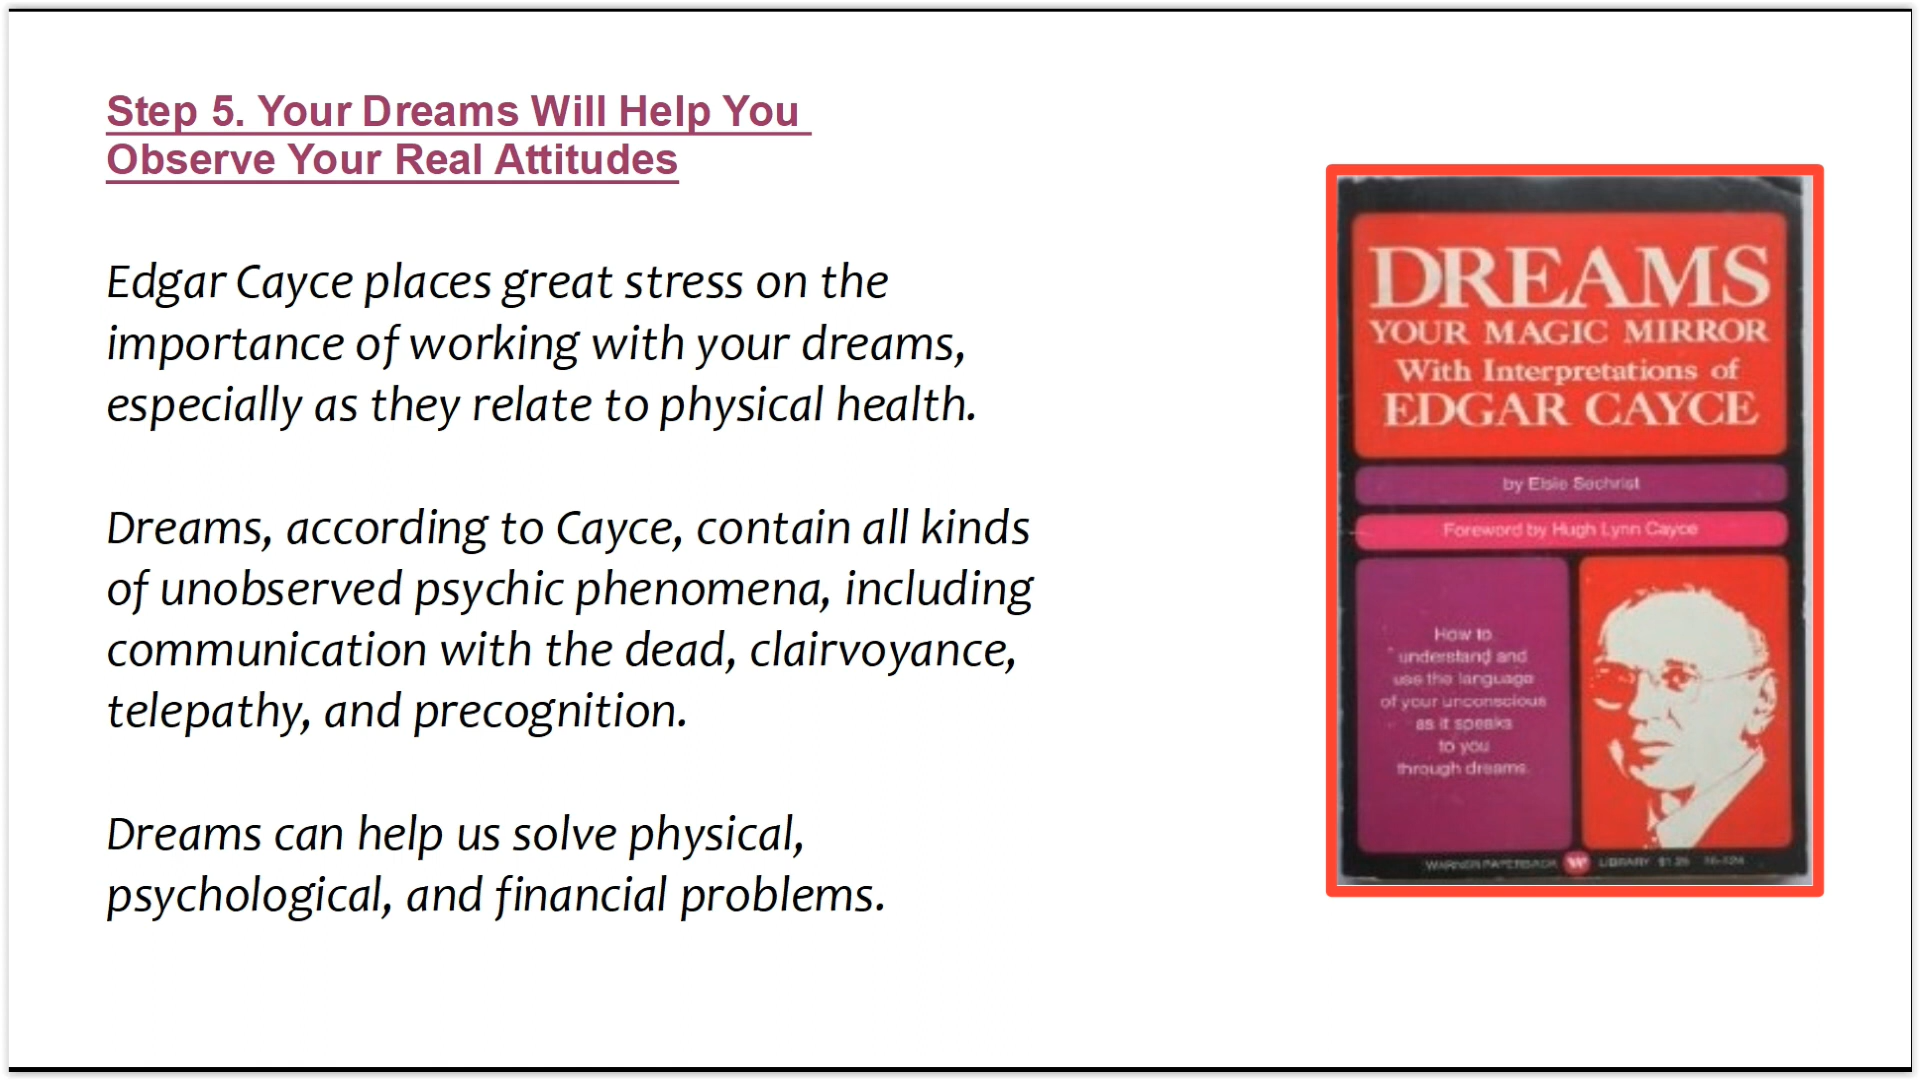 Step 5. Your Dreams Will Help You
Observe Your Real Attitudes
Edgar Cayce places great stress on the
importance of working with your dreams,
especially as they relate to physical health.
Dreams, according to Cayce, contain all kinds
of unobserved psychic phenomena, including
communication with the dead, clairvoyance,
telepathy, and precognition.
Dreams can help us solve physical,
psychological, and financial problems.
DREAMS
YOUR MAGIC MIRROR
With Interpretations of
EDGAR CAYCE
by Elsie Sechrist
Foreword by Hugh Lynn Cayce
How to
understand and
use the language
of your unconscious
as it speaks
to you
through dreams.
WARNER PAPERBACK W LIBRARY $1.25